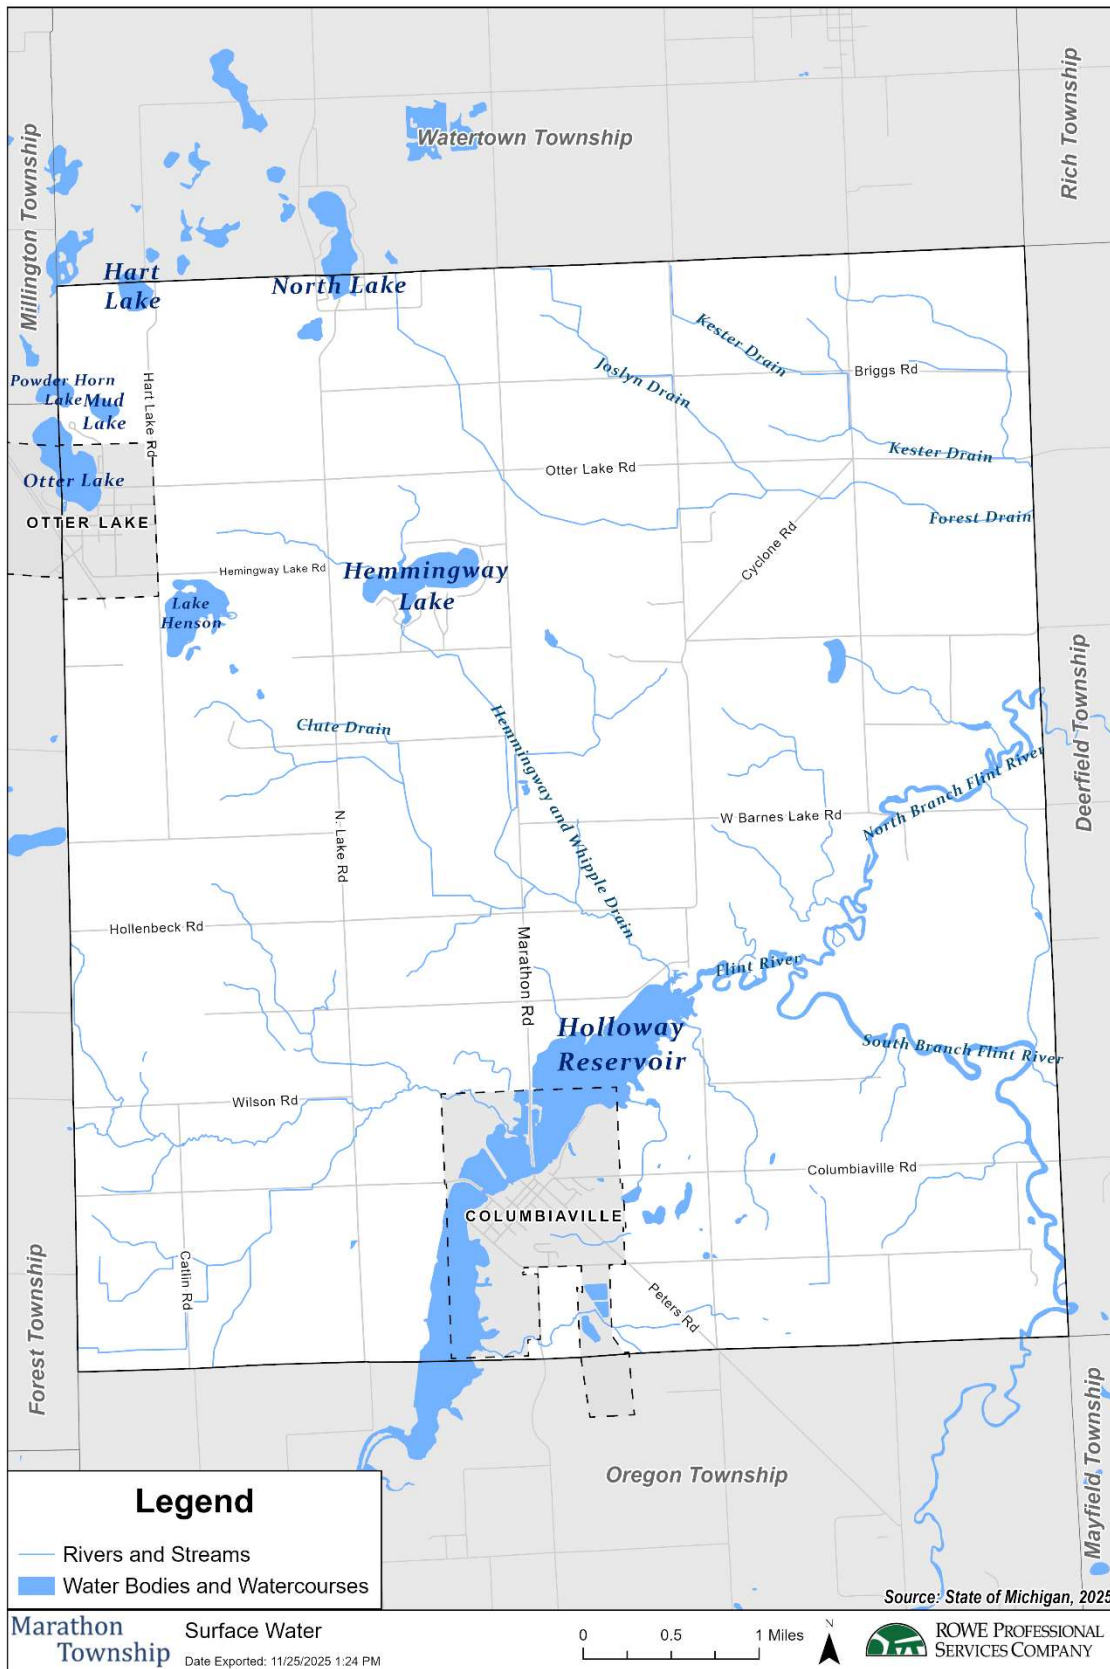 Watertown Township
Rich Township
Millington Township
Hart
Lake
North Lake
Kester Drain
Joslyn Drain
Briggs Rd
Powder Horn
Lake
Mud
Lake
Hart Lake Rd
Kester Drain
Otter Lake
Otter Lake Rd
OTTER LAKE
Forest Drain
Cyclone Rd
Hemingway Lake Rd
Hemmingway
Lake
Lake
Henson
Deerfield Township
Clute Drain
Hemmingway and Whipple Drain
North Branch Flint River
N. Lake Rd
W Barnes Lake Rd
Hollenbeck Rd
Marathon Rd
Flint River
Holloway
Reservoir
South Branch Flint River
Wilson Rd
Columbiaville Rd
COLUMBIAVILLE
Catlin Rd
Peters Rd
Forest Township
Mayfield Township
Oregon Township
Legend
Rivers and Streams
Water Bodies and Watercourses
Source: State of Michigan, 2025
Marathon
Township
Surface Water
Date Exported: 11/25/2025 1:24 PM
0 0.5 1 Miles
N
ROWE PROFESSIONAL
SERVICES COMPANY